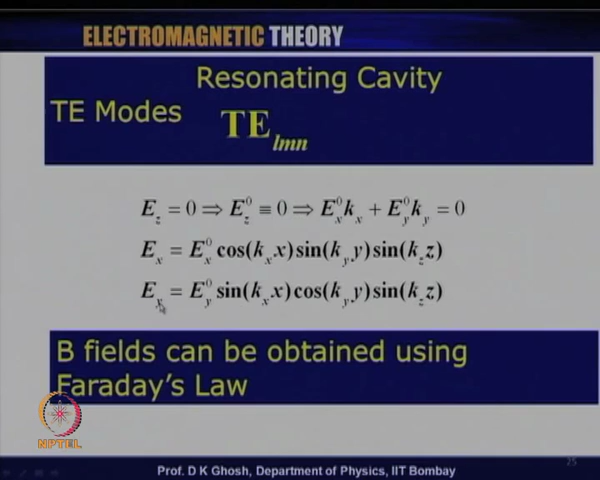 ELECTROMAGNETIC THEORY
Resonating Cavity
TE Modes TE_{lmn}
E_z = 0 ⇒ E_z^0 ≡ 0 ⇒ E_x^0 k_x + E_y^0 k_y = 0
E_x = E_x^0 cos(k_x x) sin(k_y y) sin(k_z z)
E_x = E_y^0 sin(k_x x) cos(k_y y) sin(k_z z)
B fields can be obtained using
Faraday's Law
NPTEL
25
Prof. D K Ghosh, Department of Physics, IIT Bombay